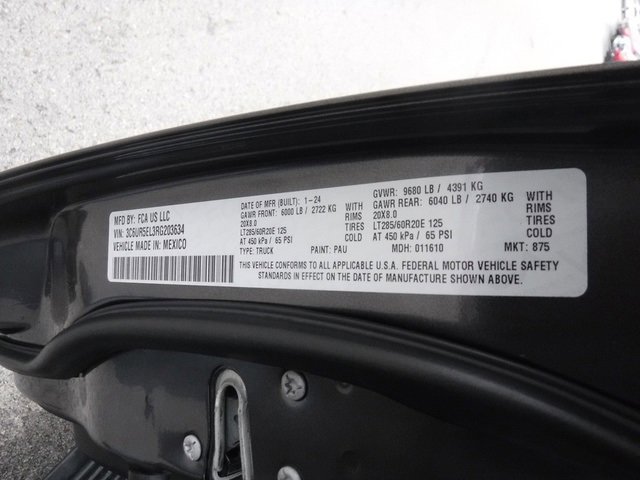 MFD BY: FCA US LLC
VIN: 3C6UR5EL3RG203634
VEHICLE MADE IN: MEXICO
DATE OF MFR (BUILT): 1-24
GAWR FRONT: 6000 LB / 2722 KG WITH
20X8.0 RIMS
LT285/60R20E 125 TIRES
AT 450 kPa / 65 PSI COLD
TYPE: TRUCK PAINT: PAU
GVWR: 9680 LB / 4391 KG
GAWR REAR: 6040 LB / 2740 KG WITH
20X8.0 RIMS
LT285/60R20E 125 TIRES
AT 450 kPa / 65 PSI COLD
MDH: 011610 MKT: 875
THIS VEHICLE CONFORMS TO ALL APPLICABLE U.S.A. FEDERAL MOTOR VEHICLE SAFETY
STANDARDS IN EFFECT ON THE DATE OF MANUFACTURE SHOWN ABOVE.